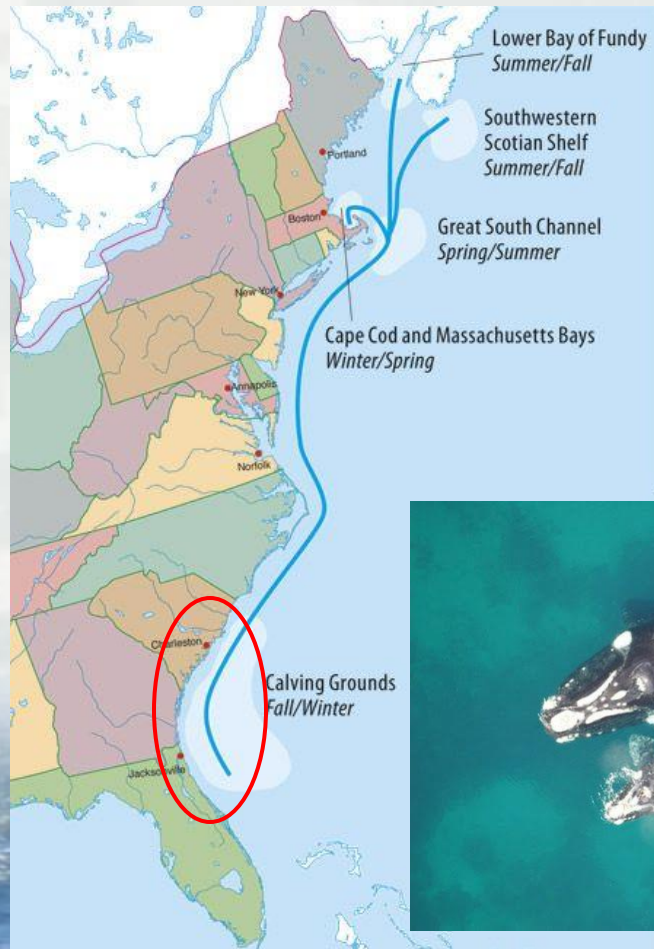 Lower Bay of Fundy
Summer/Fall
Southwestern
Scotian Shelf
Summer/Fall
Portland
Boston
Great South Channel
Spring/Summer
New York
Cape Cod and Massachusetts Bays
Winter/Spring
Annapolis
Norfolk
Charleston
Calving Grounds
Fall/Winter
Jacksonville